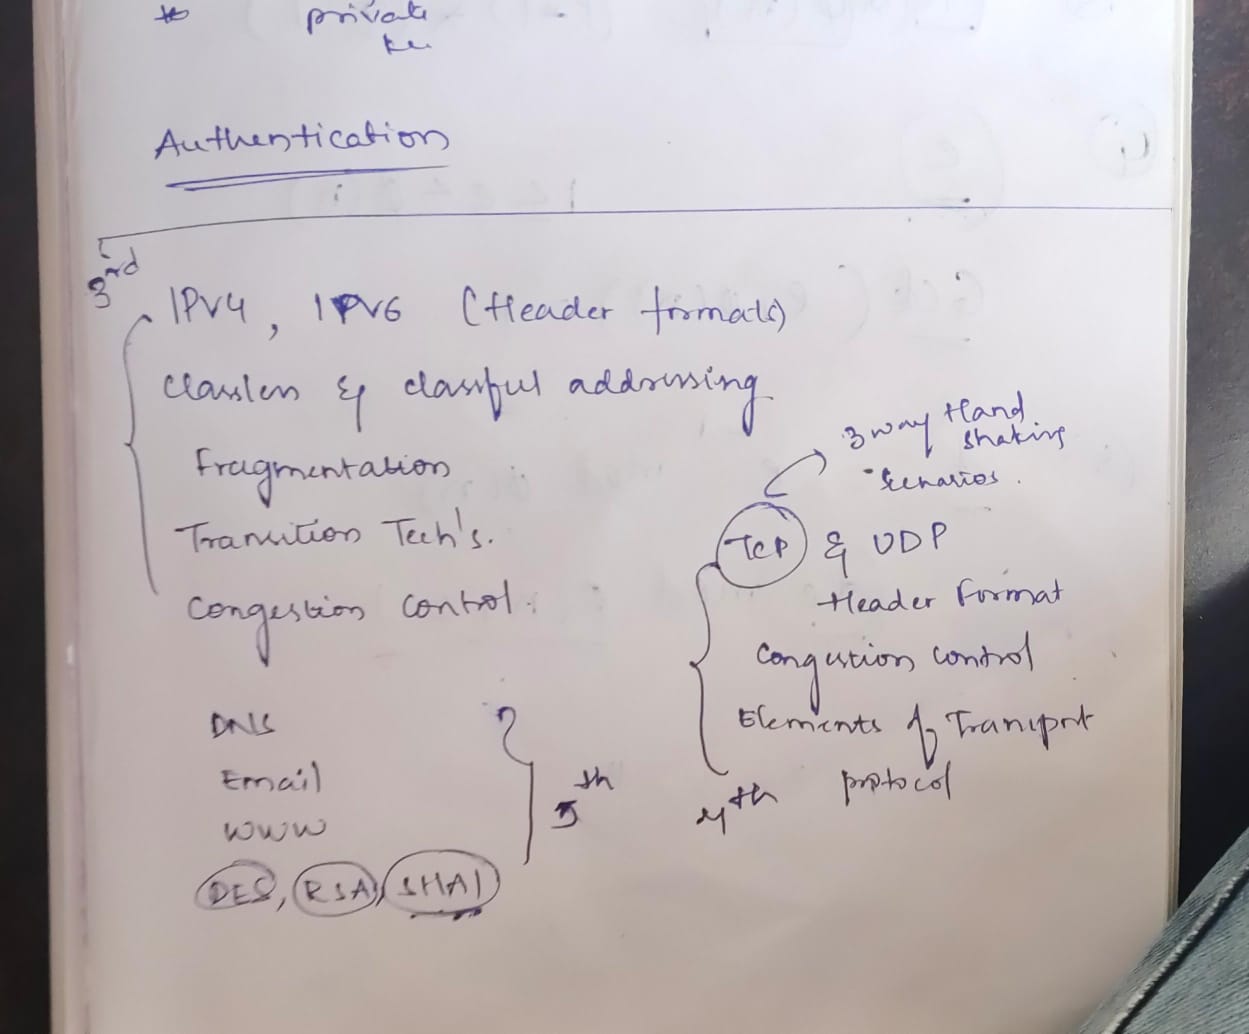 private
ke
Authentication
3rd
IPV4, IPV6 (Header formats)
Classless & classful addressing
Fragmentation
Transition Tech's.
Congestion control.
3 way Hand
shaking
Scenarios.
TCP & UDP
Header Format
Congestion control
Elements of Transport
protocol
4th
DNS
Email
WWW
5th
DES, RSA, SHA1